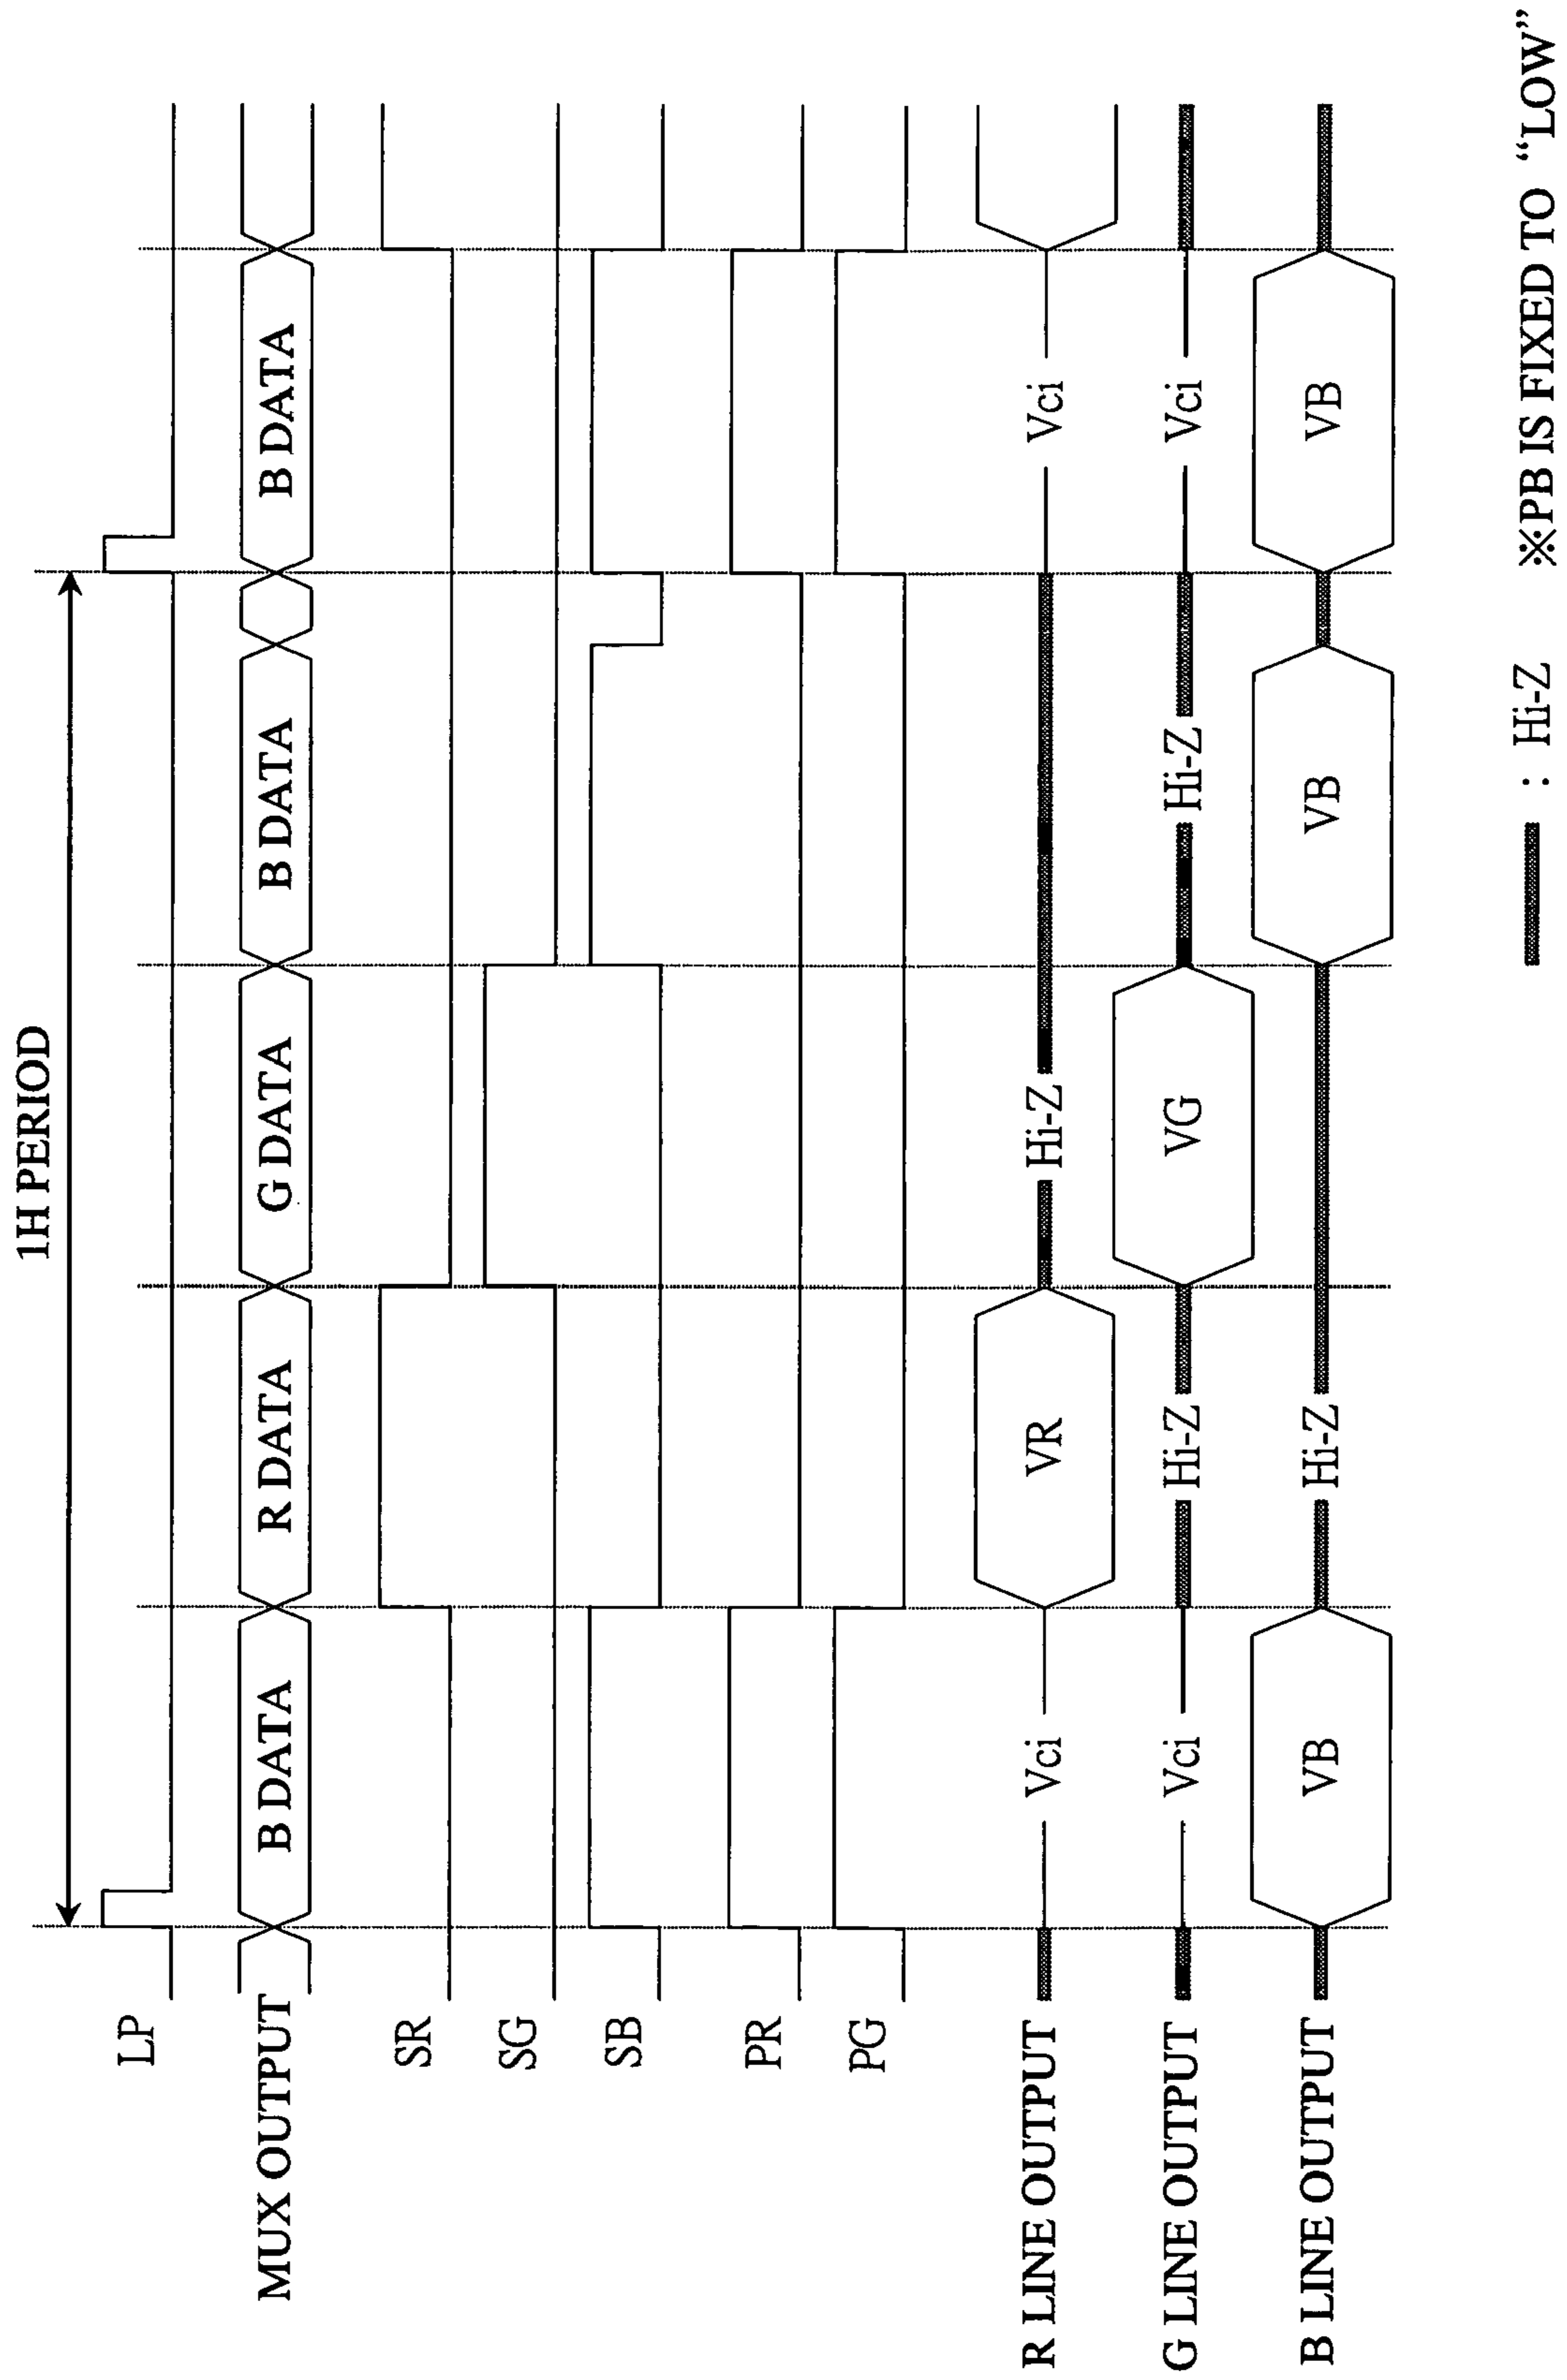 1H PERIOD
LP
MUX OUTPUT
B DATA
R DATA
G DATA
B DATA
B DATA
SR
SG
SB
PR
PG
R LINE OUTPUT
Vci
VR
Hi-Z
Vci
G LINE OUTPUT
Vci
Hi-Z
VG
Hi-Z
Vci
B LINE OUTPUT
VB
Hi-Z
VB
VB
: Hi-Z
※PB IS FIXED TO “LOW”